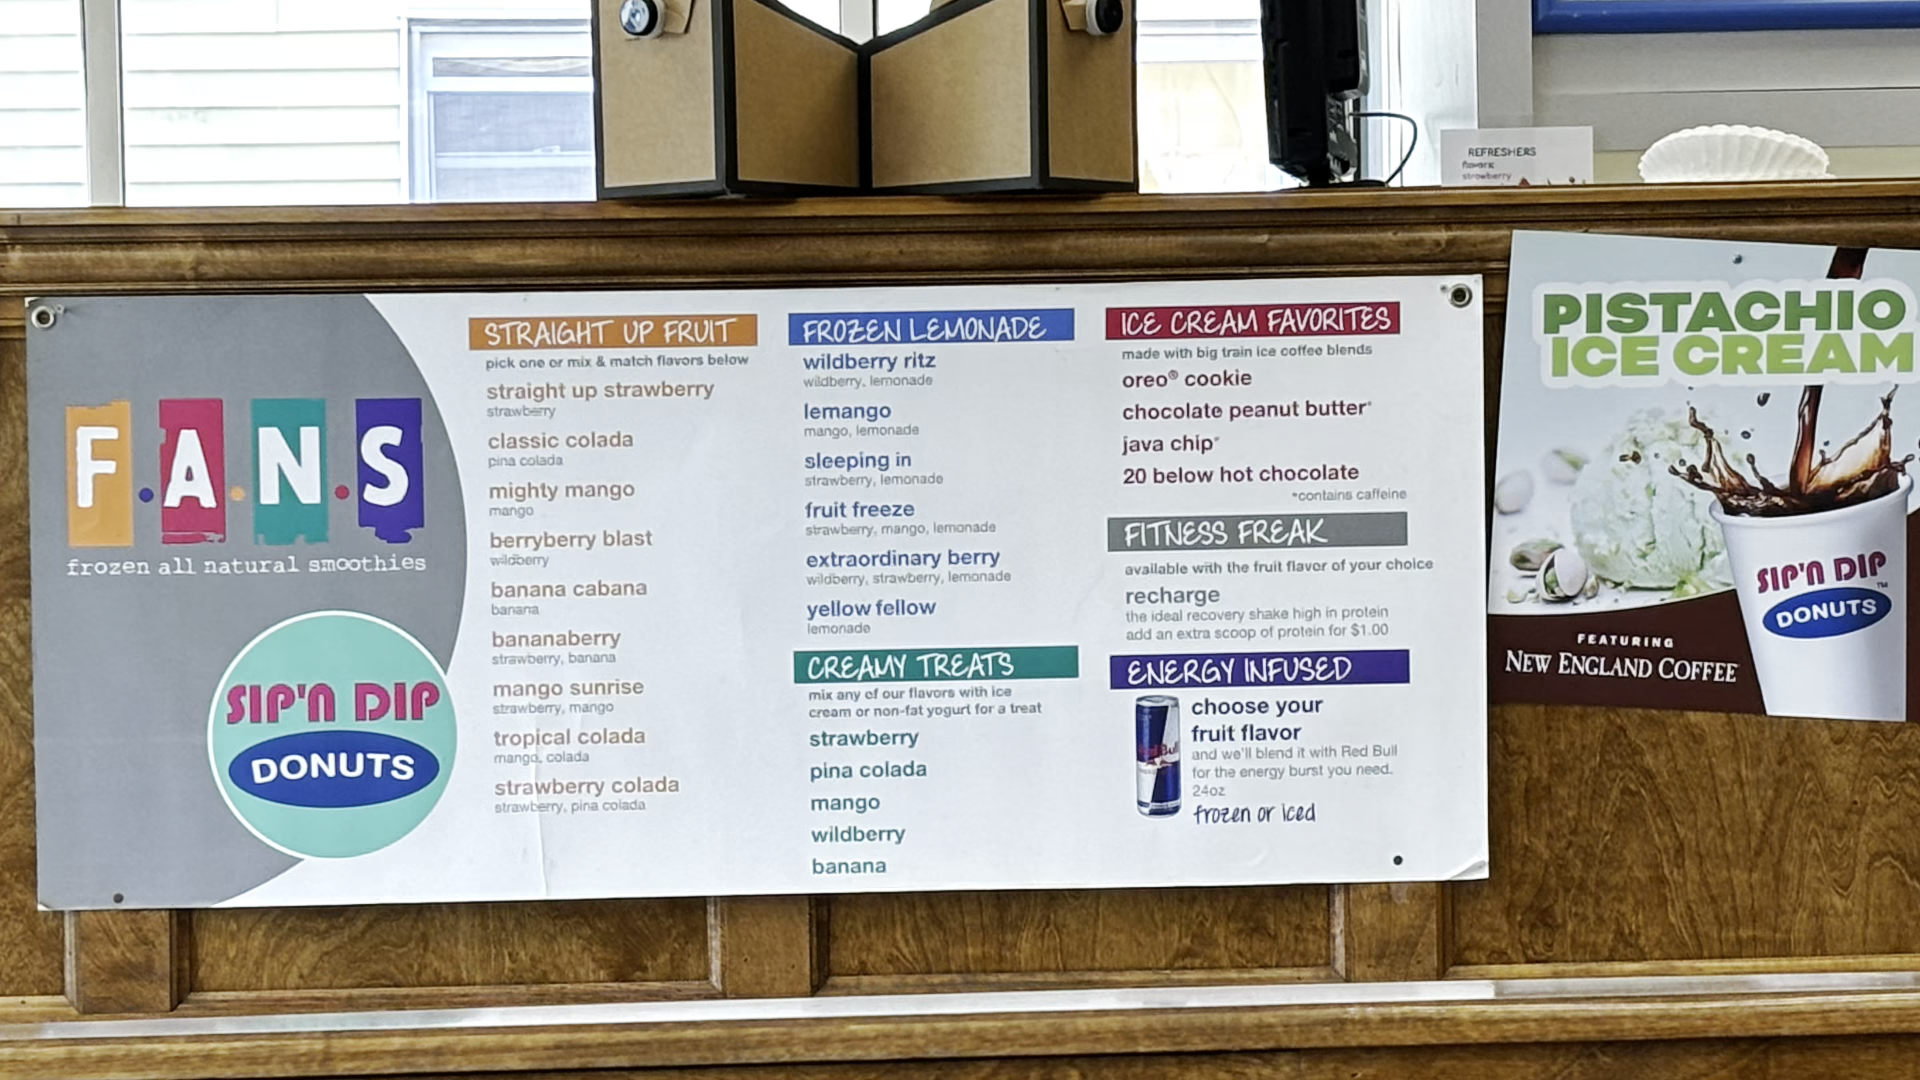 REFRESHERS
flavors:
strawberry
F.A.N.S
frozen all natural smoothies
SIP'N DIP
DONUTS
STRAIGHT UP FRUIT
pick one or mix & match flavors below
straight up strawberry
strawberry
classic colada
pina colada
mighty mango
mango
berryberry blast
wildberry
banana cabana
banana
bananaberry
strawberry, banana
mango sunrise
strawberry, mango
tropical colada
mango, colada
strawberry colada
strawberry, pina colada
FROZEN LEMONADE
wildberry ritz
wildberry, lemonade
lemango
mango, lemonade
sleeping in
strawberry, lemonade
fruit freeze
strawberry, mango, lemonade
extraordinary berry
wildberry, strawberry, lemonade
yellow fellow
lemonade
CREAMY TREATS
mix any of our flavors with ice
cream or non-fat yogurt for a treat
strawberry
pina colada
mango
wildberry
banana
ICE CREAM FAVORITES
made with big train ice coffee blends
oreo® cookie
chocolate peanut butter*
java chip*
20 below hot chocolate
*contains caffeine
FITNESS FREAK
available with the fruit flavor of your choice
recharge
the ideal recovery shake high in protein
add an extra scoop of protein for $1.00
ENERGY INFUSED
Red Bull
choose your
fruit flavor
and we'll blend it with Red Bull
for the energy burst you need.
24oz
frozen or iced
PISTACHIO
ICE CREAM
SIP'N DIP
TM
DONUTS
FEATURING
NEW ENGLAND COFFEE